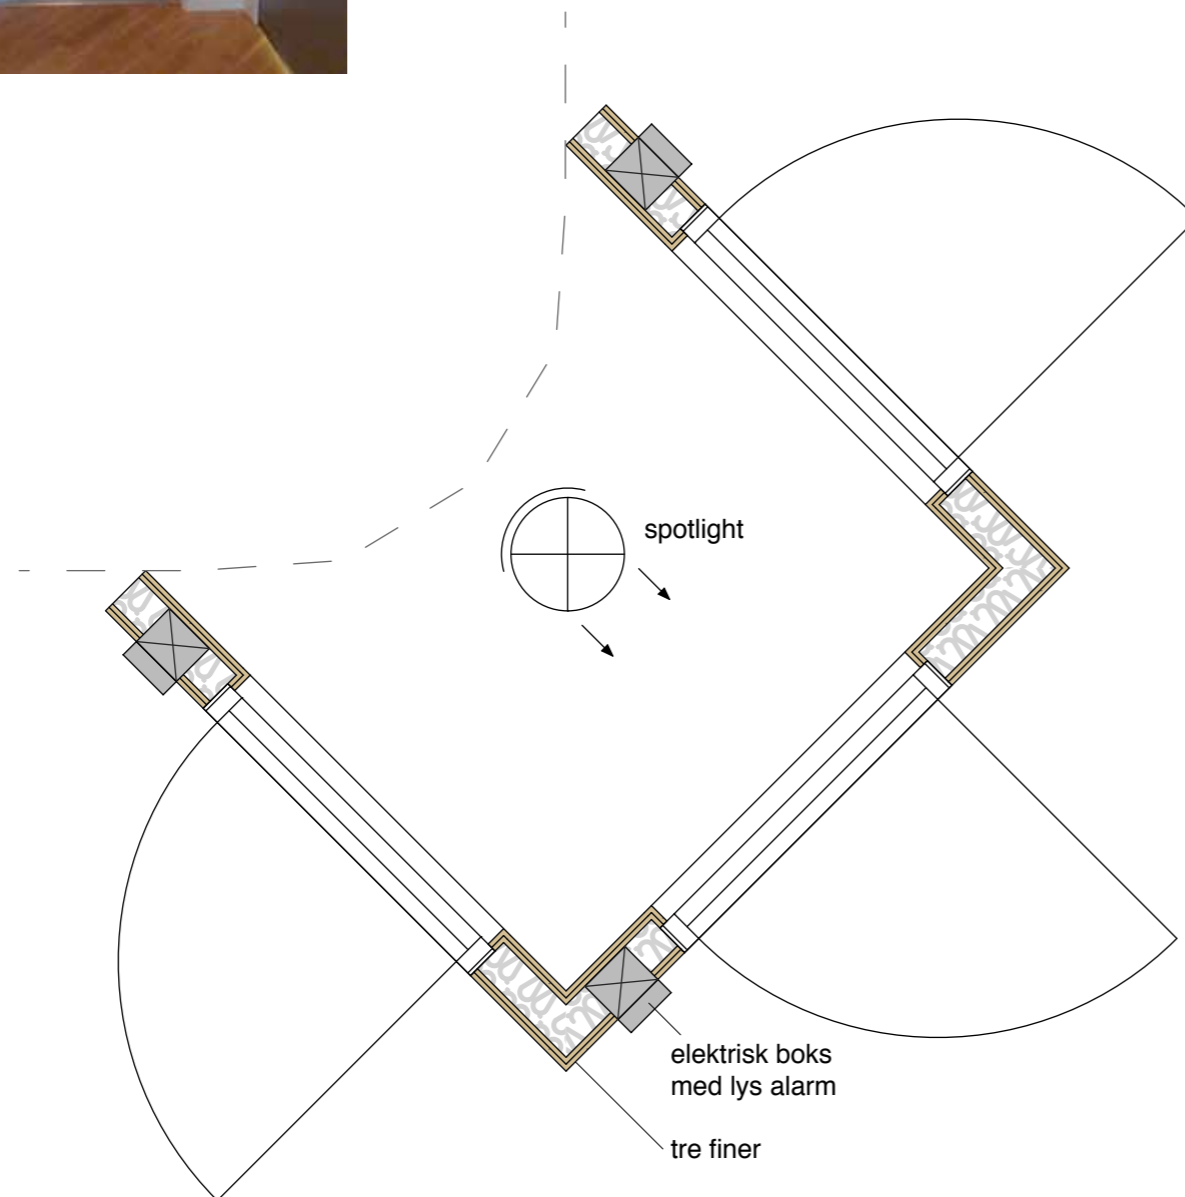 spotlight
elektrisk boks
med lys alarm
tre finer